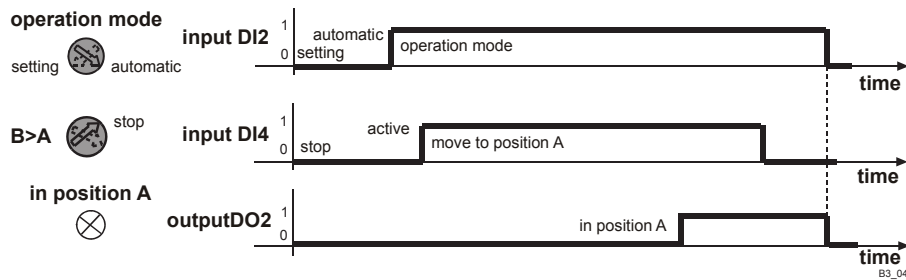 operation mode
setting automatic
input DI2
1
0
automatic
setting
operation mode
time
B>A
stop
input DI4
1
0
active
stop
move to position A
time
in position A
outputDO2
1
0
in position A
time
B3_04